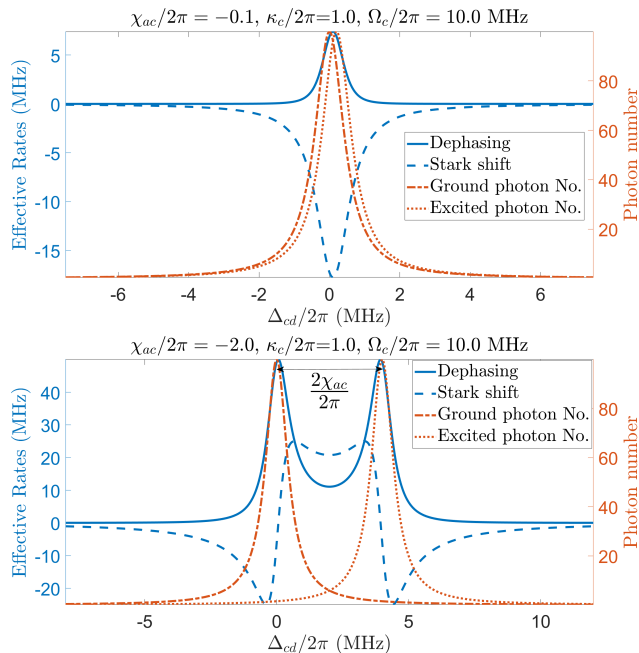 χ_ac/2π = −0.1, κ_c/2π=1.0, Ω_c/2π = 10.0 MHz
Effective Rates (MHz)
5
0
-5
-10
-15
Dephasing
Stark shift
Ground photon No.
Excited photon No.
80
60
40
20
Photon number
-6 -4 -2 0 2 4 6
Δ_cd/2π (MHz)
χ_ac/2π = −2.0, κ_c/2π=1.0, Ω_c/2π = 10.0 MHz
Effective Rates (MHz)
40
30
20
10
0
-10
-20
2χ_ac
2π
Dephasing
Stark shift
Ground photon No.
Excited photon No.
80
60
40
20
Photon number
-5 0 5 10
Δ_cd/2π (MHz)